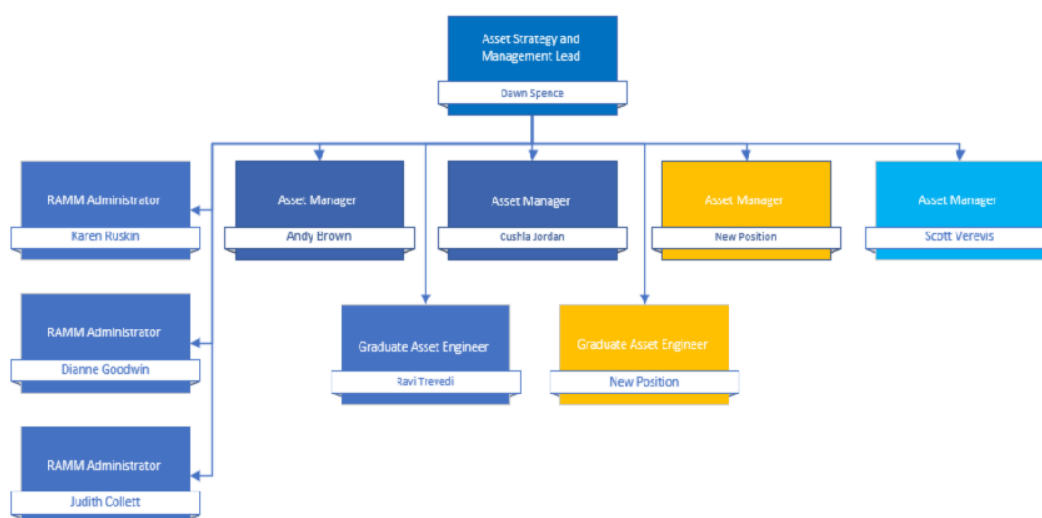 Asset Strategy and
Management Lead
Dawn Spence
RAMM Administrator
Karen Ruskin
Asset Manager
Andy Brown
Asset Manager
Cushla Jordan
Asset Manager
New Position
Asset Manager
Scott Verevis
RAMM Administrator
Dianne Goodwin
Graduate Asset Engineer
Ravi Trevedi
Graduate Asset Engineer
New Position
RAMM Administrator
Judith Collett